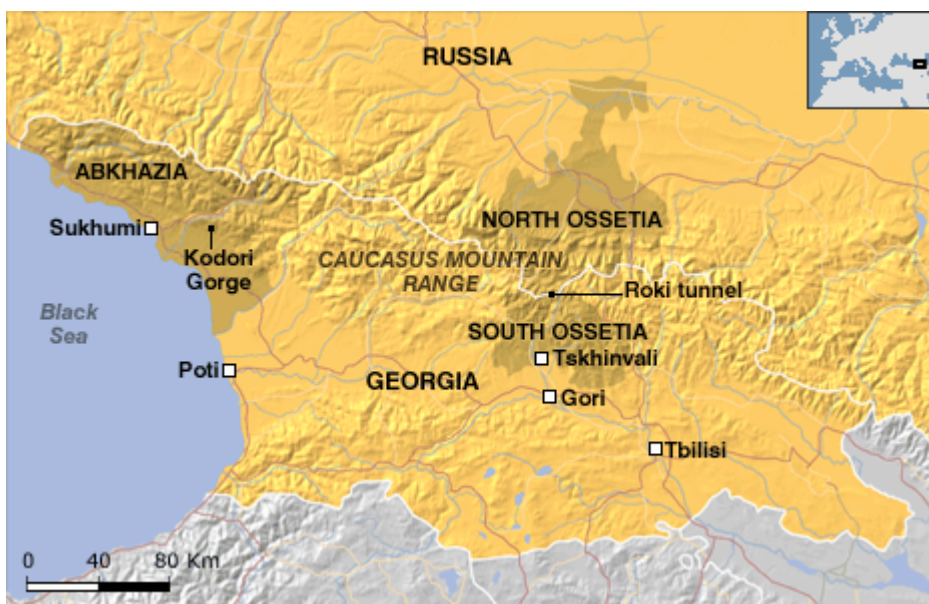 RUSSIA
ABKHAZIA
Sukhumi
Kodori
Gorge
NORTH OSSETIA
CAUCASUS MOUNTAIN
RANGE
Roki tunnel
Black
Sea
SOUTH OSSETIA
Tskhinvali
Poti
GEORGIA
Gori
Tbilisi
0 40 80 Km